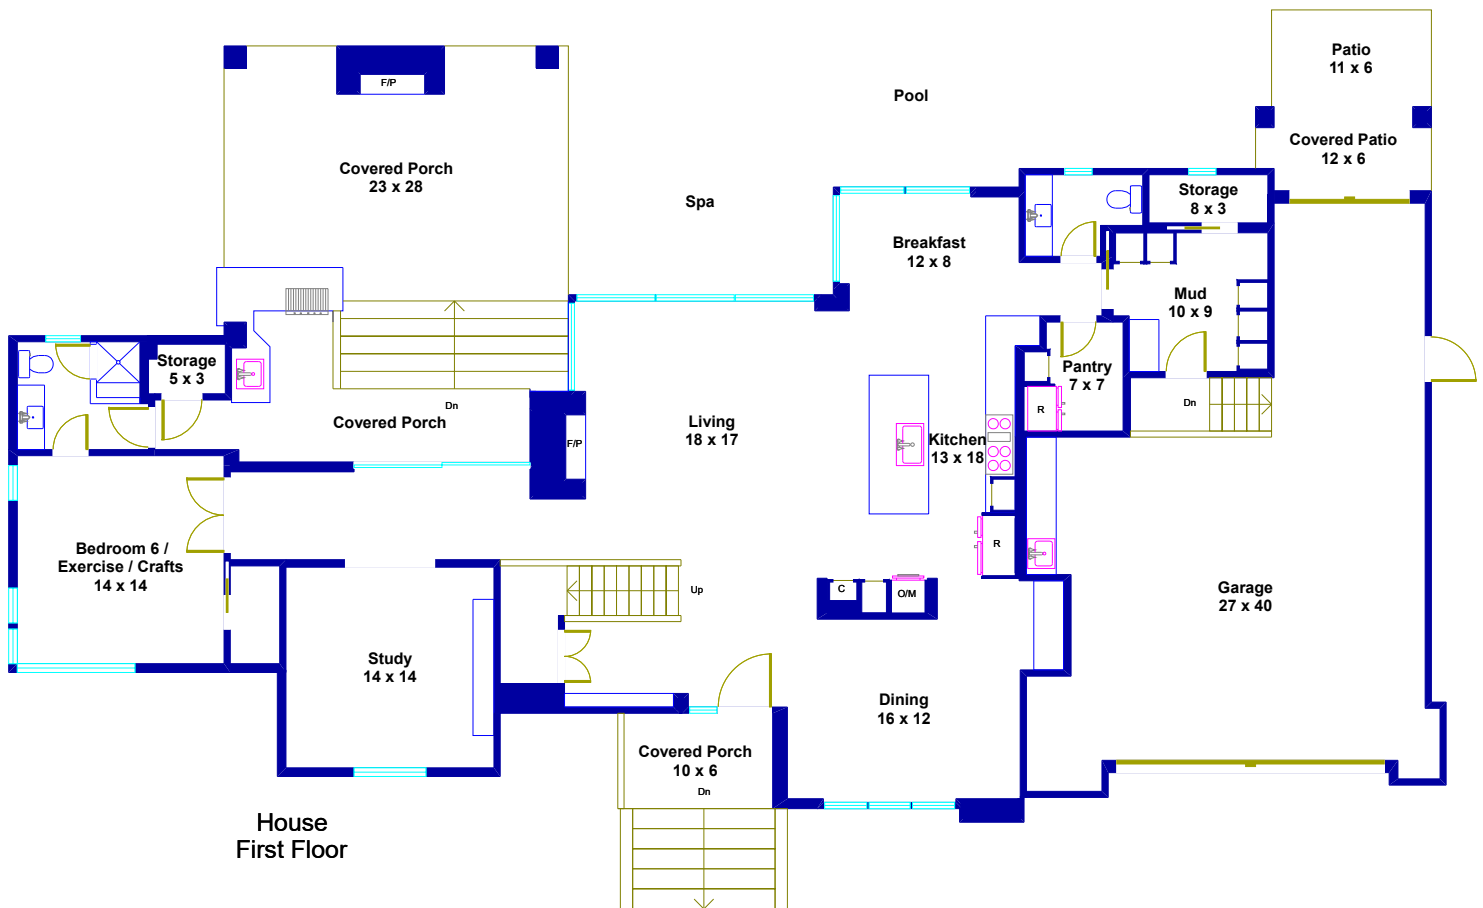 Patio
11 x 6
F/P
Pool
Covered Patio
12 x 6
Covered Porch
23 x 28
Storage
8 x 3
Spa
Breakfast
12 x 8
Mud
10 x 9
Storage
5 x 3
Pantry
7 x 7
Dn
Dn
R
Covered Porch
Living
18 x 17
F/P
Kitchen
13 x 18
R
Bedroom 6 /
Exercise / Crafts
14 x 14
Up
C
O/M
Garage
27 x 40
Study
14 x 14
Dining
16 x 12
Covered Porch
10 x 6
Dn
House
First Floor